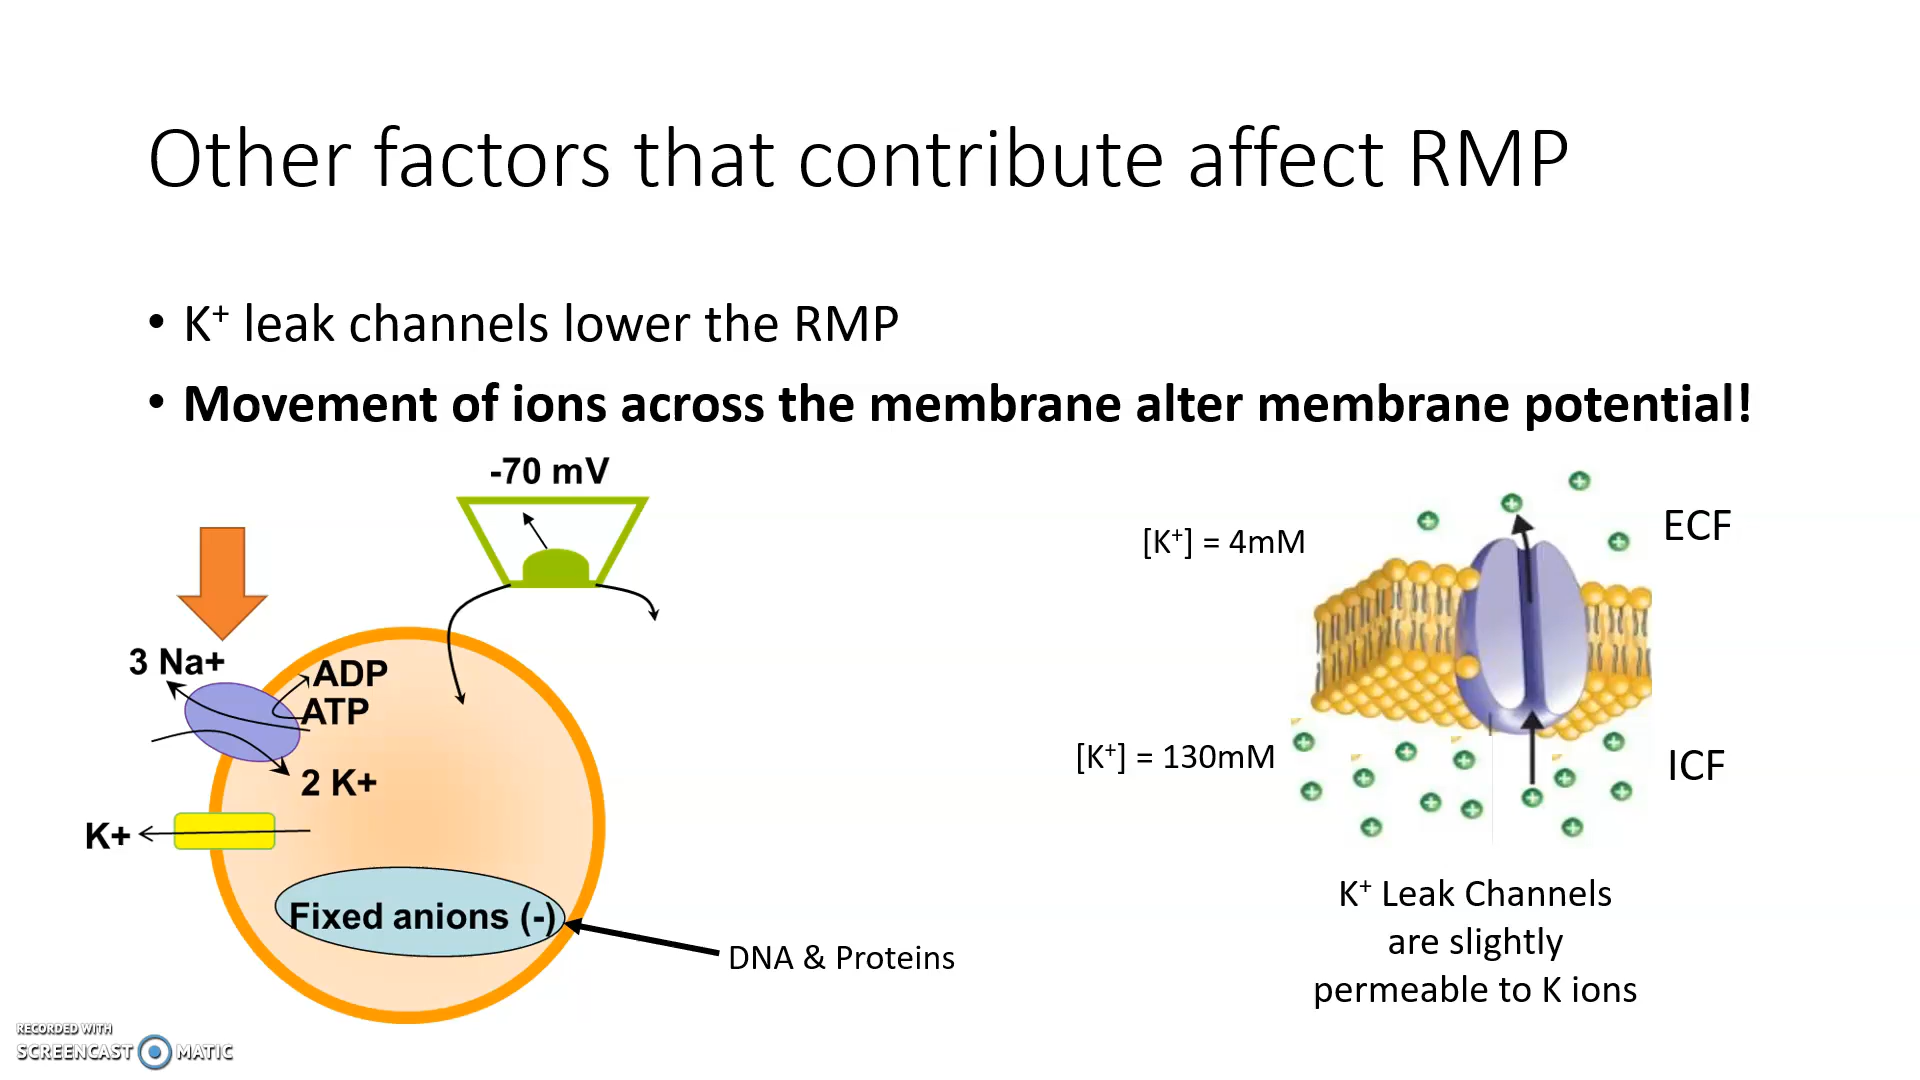 Other factors that contribute affect RMP
• K⁺ leak channels lower the RMP
• Movement of ions across the membrane alter membrane potential!
-70 mV
3 Na+
ADP
ATP
2 K+
K+
Fixed anions (-)
DNA & Proteins
[K⁺] = 4mM
ECF
[K⁺] = 130mM
ICF
K⁺ Leak Channels
are slightly
permeable to K ions
RECORDED WITH
SCREENCAST MATIC